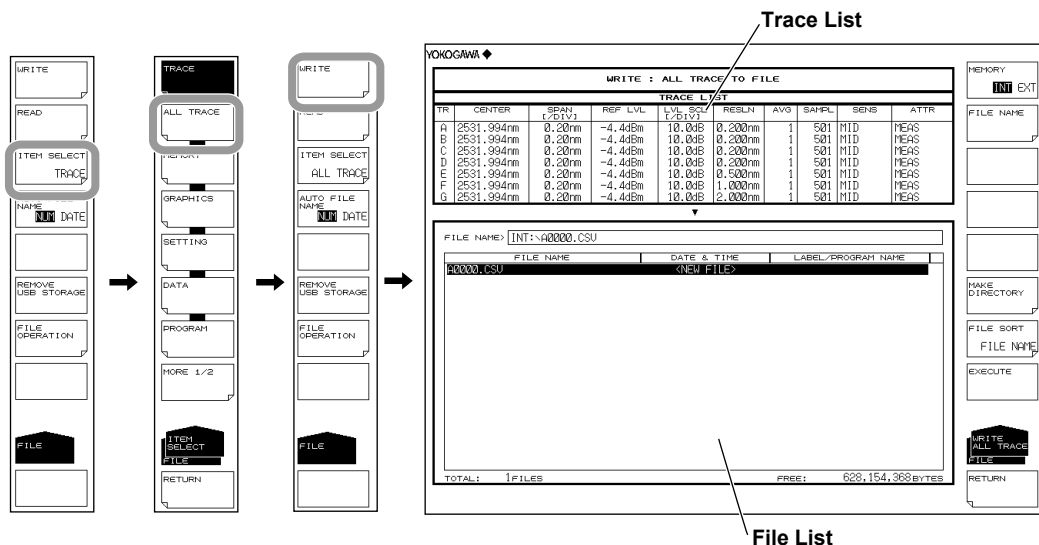 Trace List
WRITE
READ
ITEM SELECT
TRACE
NAME
NUM DATE
REMOVE
USB STORAGE
FILE
OPERATION
FILE
TRACE
ALL TRACE
GRAPHICS
SETTING
DATA
PROGRAM
MORE 1/2
ITEM
SELECT
FILE
RETURN
WRITE
ITEM SELECT
ALL TRACE
AUTO FILE
NAME
NUM DATE
REMOVE
USB STORAGE
FILE
OPERATION
FILE
YOKOGAWA ◆
WRITE : ALL TRACE TO FILE
TRACE LIST
TR CENTER SPAN [/DIV] REF LVL LVL SCL [/DIV] RESLN AVG SAMPL SENS ATTR
A 2531.994nm 0.20nm -4.4dBm 10.0dB 0.200nm 1 501 MID MEAS
B 2531.994nm 0.20nm -4.4dBm 10.0dB 0.200nm 1 501 MID MEAS
C 2531.994nm 0.20nm -4.4dBm 10.0dB 0.200nm 1 501 MID MEAS
D 2531.994nm 0.20nm -4.4dBm 10.0dB 0.200nm 1 501 MID MEAS
E 2531.994nm 0.20nm -4.4dBm 10.0dB 0.500nm 1 501 MID MEAS
F 2531.994nm 0.20nm -4.4dBm 10.0dB 1.000nm 1 501 MID MEAS
G 2531.994nm 0.20nm -4.4dBm 10.0dB 2.000nm 1 501 MID MEAS
FILE NAME> INT:\A0000.CSV
FILE NAME DATE & TIME LABEL/PROGRAM NAME
A0000.CSV <NEW FILE>
TOTAL: 1FILES FREE: 628,154,368BYTES
MEMORY
INT EXT
FILE NAME
MAKE
DIRECTORY
FILE SORT
FILE NAME
EXECUTE
WRITE
ALL TRACE
FILE
RETURN
File List